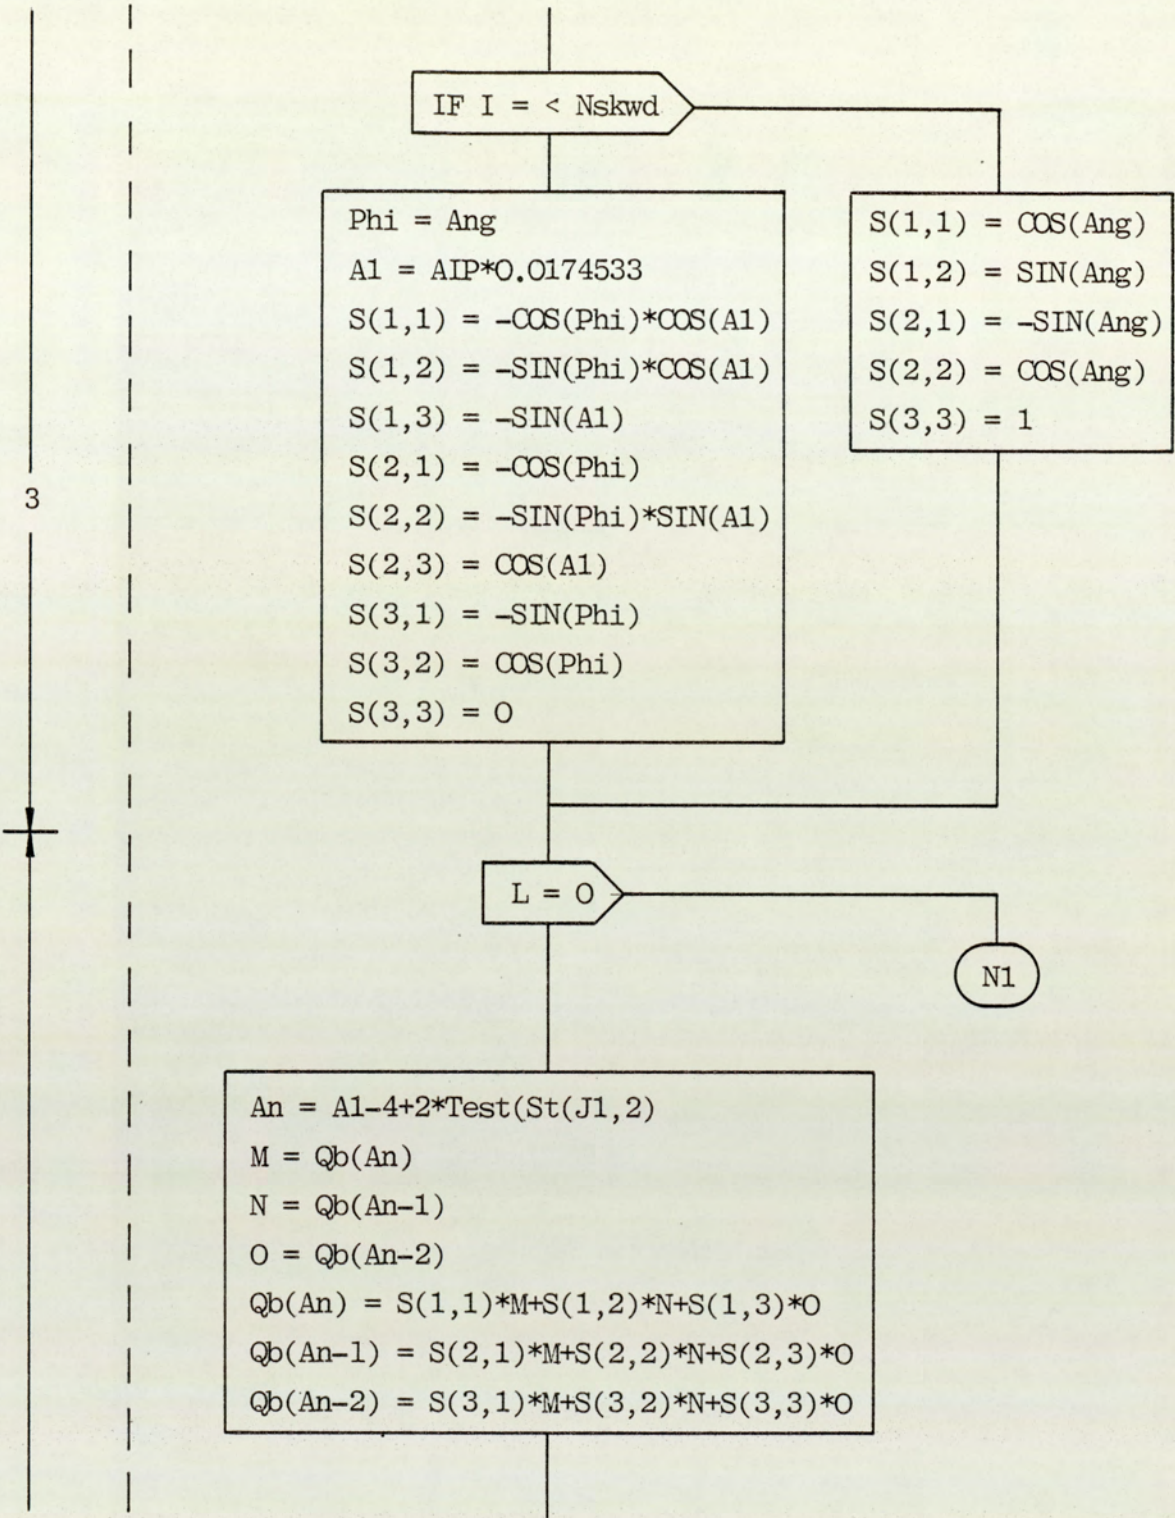 IF I = < Nskwd
Phi = Ang
A1 = AIP*0.0174533
S(1,1) = -COS(Phi)*COS(A1)
S(1,2) = -SIN(Phi)*COS(A1)
S(1,3) = -SIN(A1)
S(2,1) = -COS(Phi)
S(2,2) = -SIN(Phi)*SIN(A1)
S(2,3) = COS(A1)
S(3,1) = -SIN(Phi)
S(3,2) = COS(Phi)
S(3,3) = O
S(1,1) = COS(Ang)
S(1,2) = SIN(Ang)
S(2,1) = -SIN(Ang)
S(2,2) = COS(Ang)
S(3,3) = 1
3
L = O
N1
An = A1-4+2*Test(St(J1,2)
M = Qb(An)
N = Qb(An-1)
O = Qb(An-2)
Qb(An) = S(1,1)*M+S(1,2)*N+S(1,3)*O
Qb(An-1) = S(2,1)*M+S(2,2)*N+S(2,3)*O
Qb(An-2) = S(3,1)*M+S(3,2)*N+S(3,3)*O